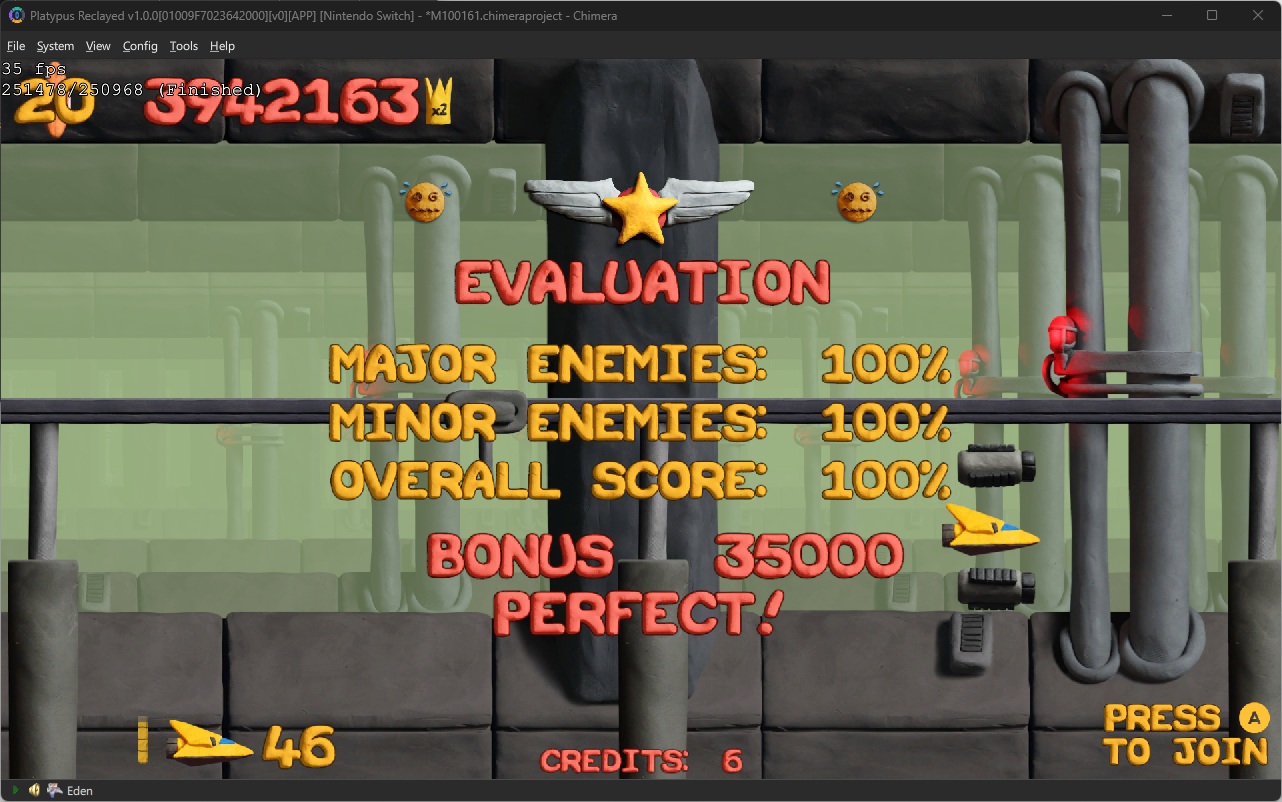 Platypus Reclayed v1.0.0[01009F7023642000][v0][APP] [Nintendo Switch] - *M100161.chimeraproject - Chimera
File System View Config Tools Help
35 fps
251478/250968 (Finished)
20 3942163 x2
EVALUATION
MAJOR ENEMIES: 100%
MINOR ENEMIES: 100%
OVERALL SCORE: 100%
BONUS 35000
PERFECT!
46
CREDITS: 6
PRESS A
TO JOIN
Eden